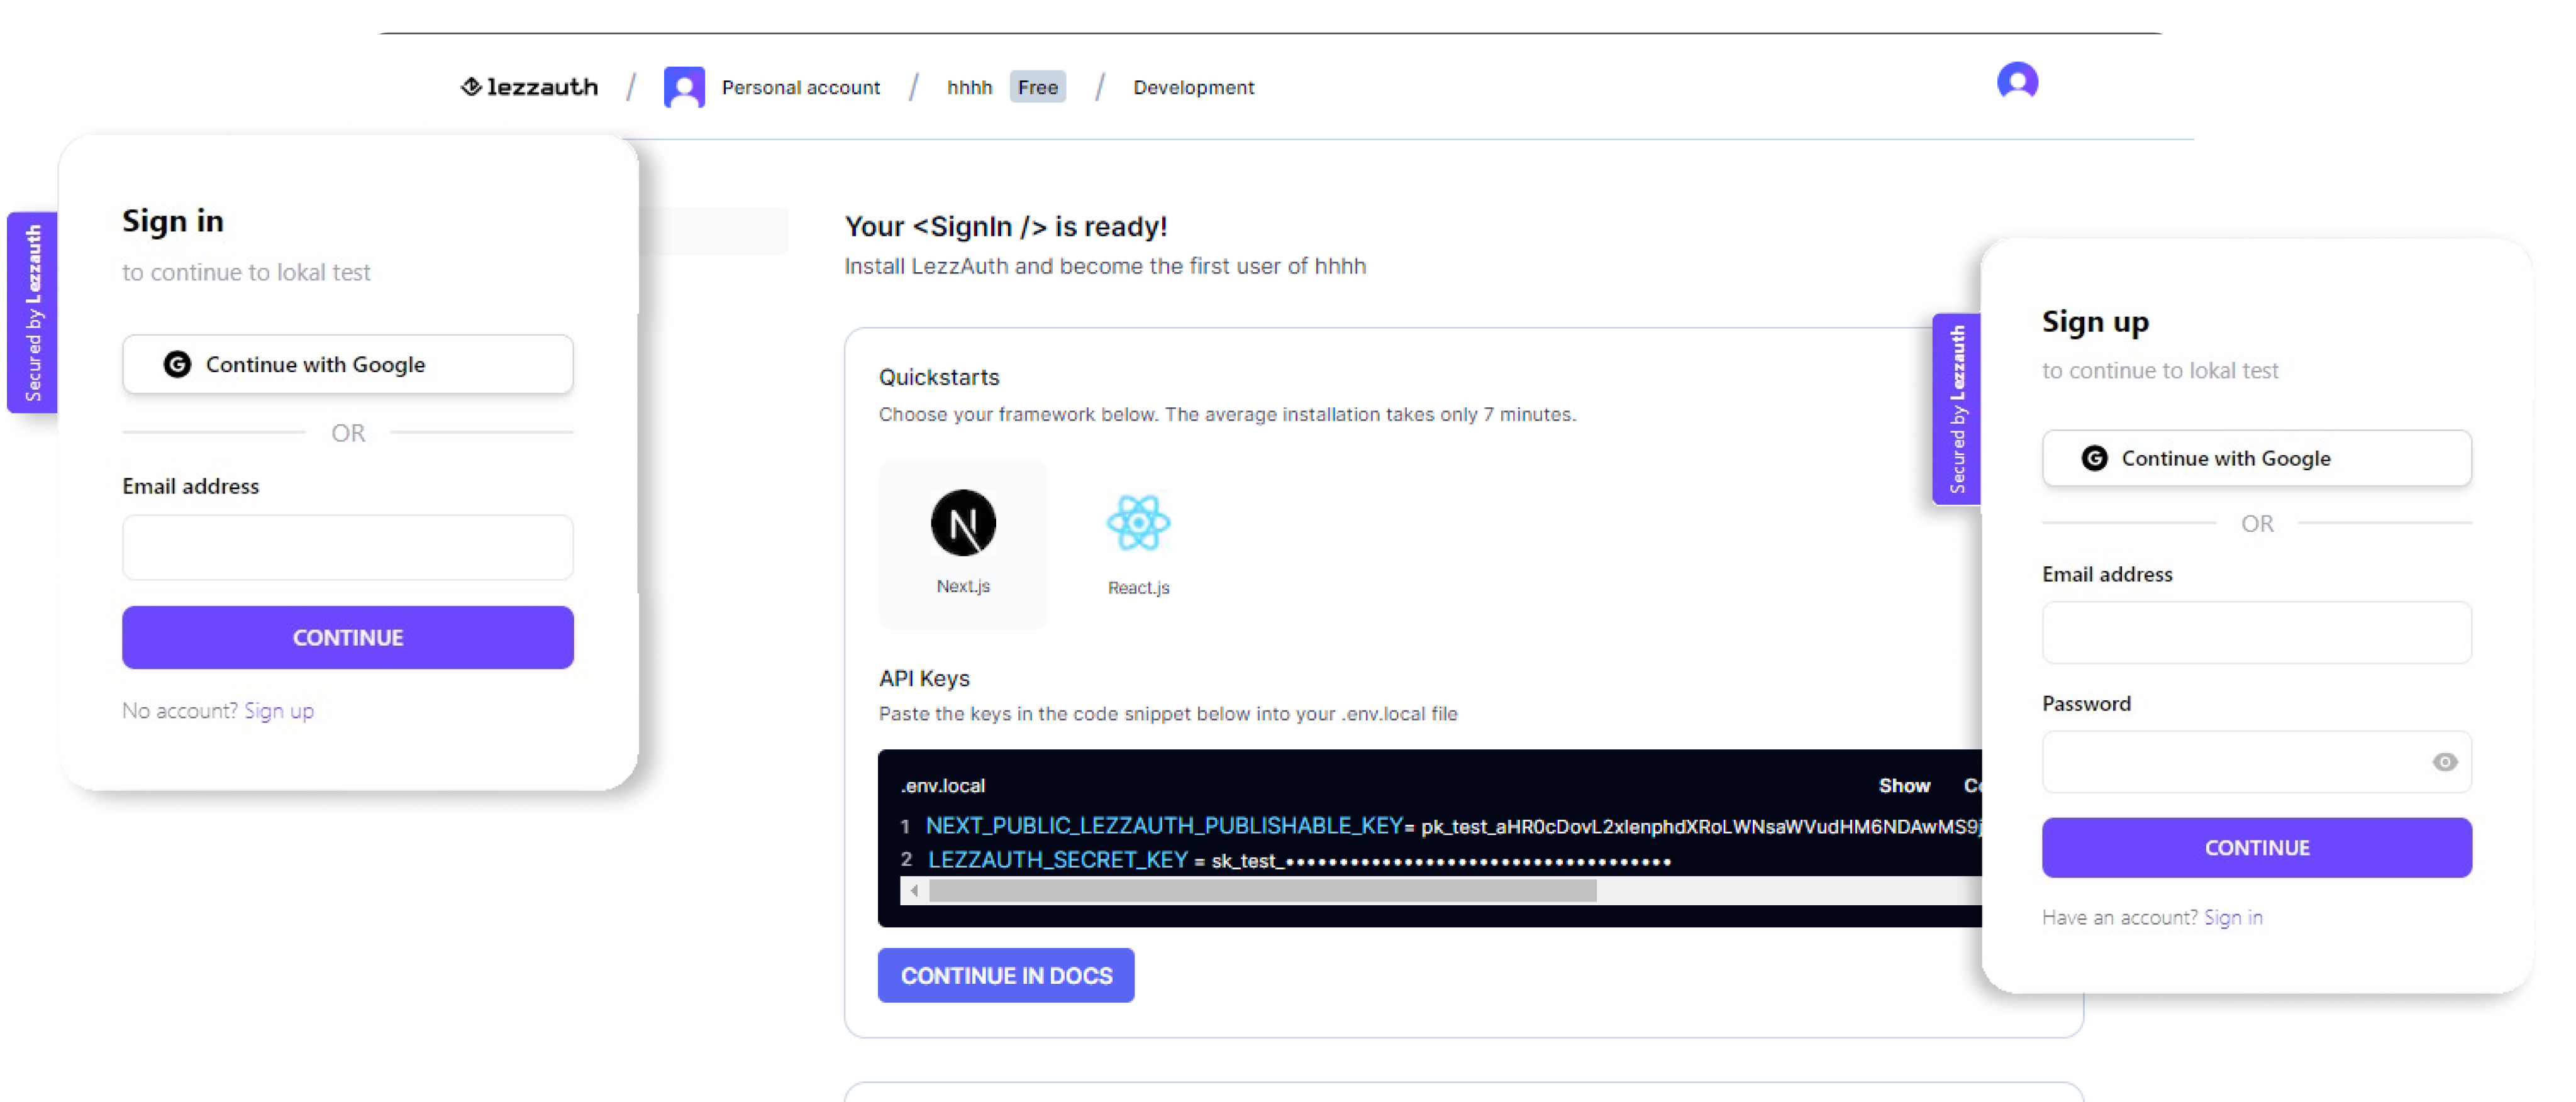 lezzauth / Personal account / hhhh Free / Development
Secured by Lezzauth
Sign in
to continue to lokal test
G Continue with Google
OR
Email address
CONTINUE
No account? Sign up
Your <SignIn /> is ready!
Install LezzAuth and become the first user of hhhh
Quickstarts
Choose your framework below. The average installation takes only 7 minutes.
N
Next.js
React.js
API Keys
Paste the keys in the code snippet below into your .env.local file
.env.local Show
1 NEXT_PUBLIC_LEZZAUTH_PUBLISHABLE_KEY= pk_test_aHR0cDovL2xlenphdXRoLWNsaWVudHM6NDAwMS9j
2 LEZZAUTH_SECRET_KEY = sk_test_••••••••••••••••••••••••••••••••••••
CONTINUE IN DOCS
Secured by Lezzauth
Sign up
to continue to lokal test
G Continue with Google
OR
Email address
Password
CONTINUE
Have an account? Sign in